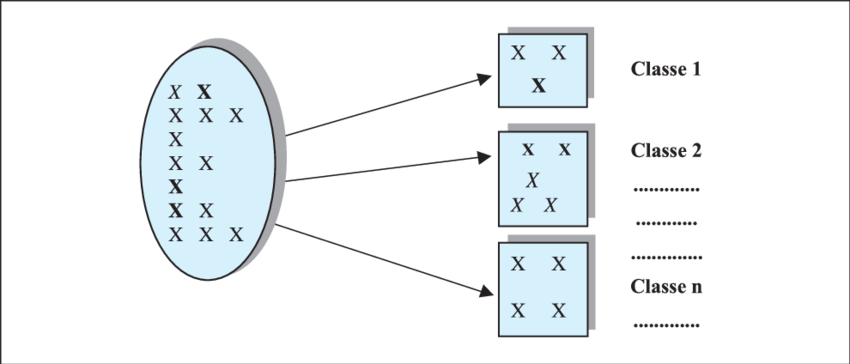 X X
X X X
X
X X
X
X X
X X X
X X
X
Classe 1
X X
X
X X
Classe 2
.............
............
..............
X X
X X
Classe n
.............